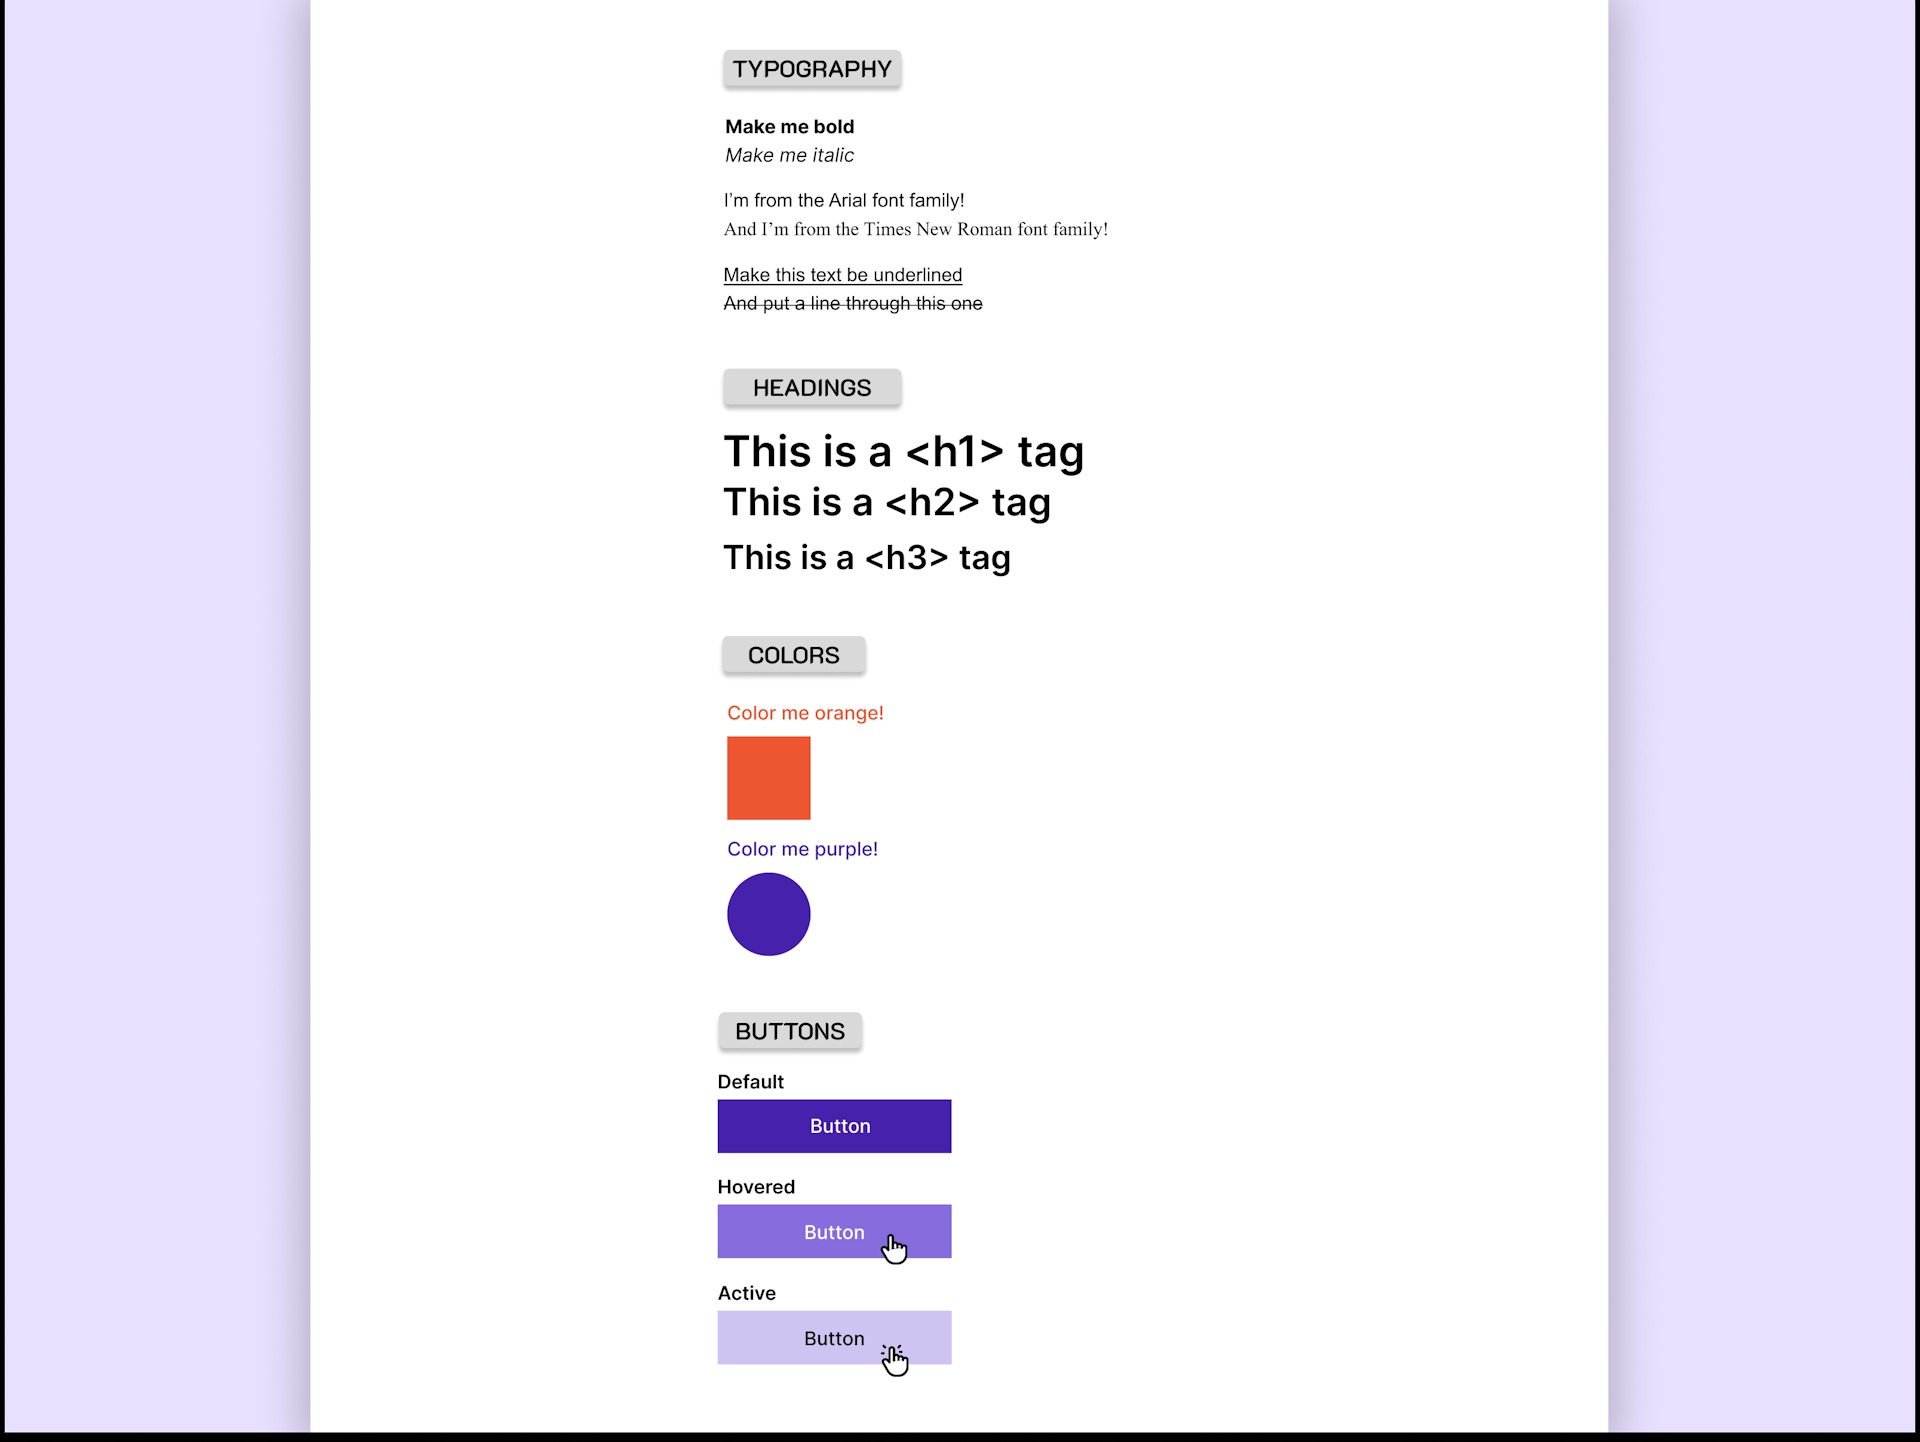 TYPOGRAPHY
Make me bold
Make me italic
I’m from the Arial font family!
And I’m from the Times New Roman font family!
Make this text be underlined
And put a line through this one
HEADINGS
This is a <h1> tag
This is a <h2> tag
This is a <h3> tag
COLORS
Color me orange!
Color me purple!
BUTTONS
Default
Button
Hovered
Button
Active
Button